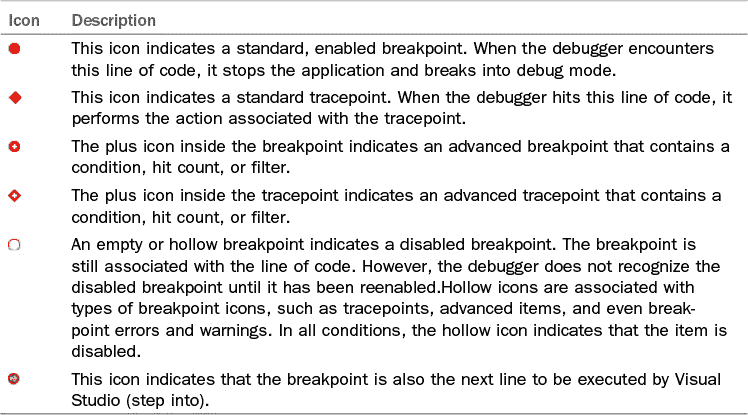 Icon Description
This icon indicates a standard, enabled breakpoint. When the debugger encounters
this line of code, it stops the application and breaks into debug mode.
This icon indicates a standard tracepoint. When the debugger hits this line of code, it
performs the action associated with the tracepoint.
The plus icon inside the breakpoint indicates an advanced breakpoint that contains a
condition, hit count, or filter.
The plus icon inside the tracepoint indicates an advanced tracepoint that contains a
condition, hit count, or filter.
An empty or hollow breakpoint indicates a disabled breakpoint. The breakpoint is
still associated with the line of code. However, the debugger does not recognize the
disabled breakpoint until it has been reenabled.Hollow icons are associated with
types of breakpoint icons, such as tracepoints, advanced items, and even break-
point errors and warnings. In all conditions, the hollow icon indicates that the item is
disabled.
This icon indicates that the breakpoint is also the next line to be executed by Visual
Studio (step into).